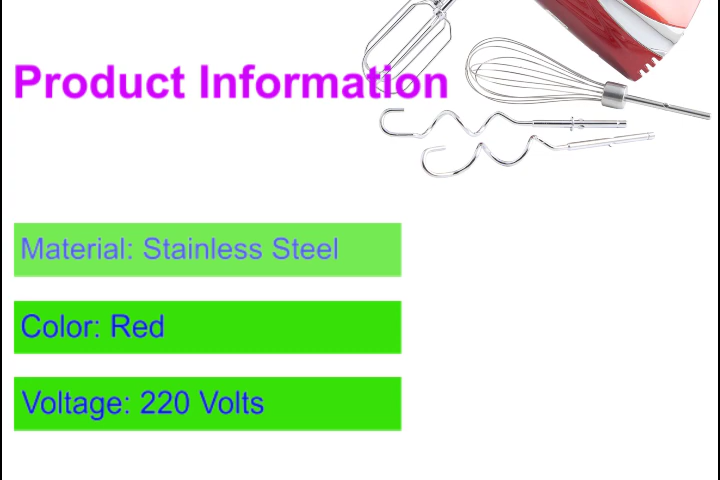 Product Information
Material: Stainless Steel
Color: Red
Voltage: 220 Volts